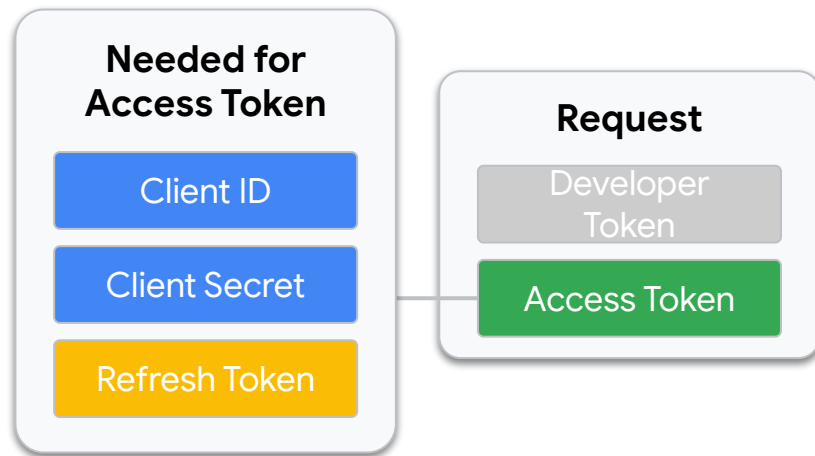 Needed for
Access Token
Client ID
Client Secret
Refresh Token
Request
Developer
Token
Access Token